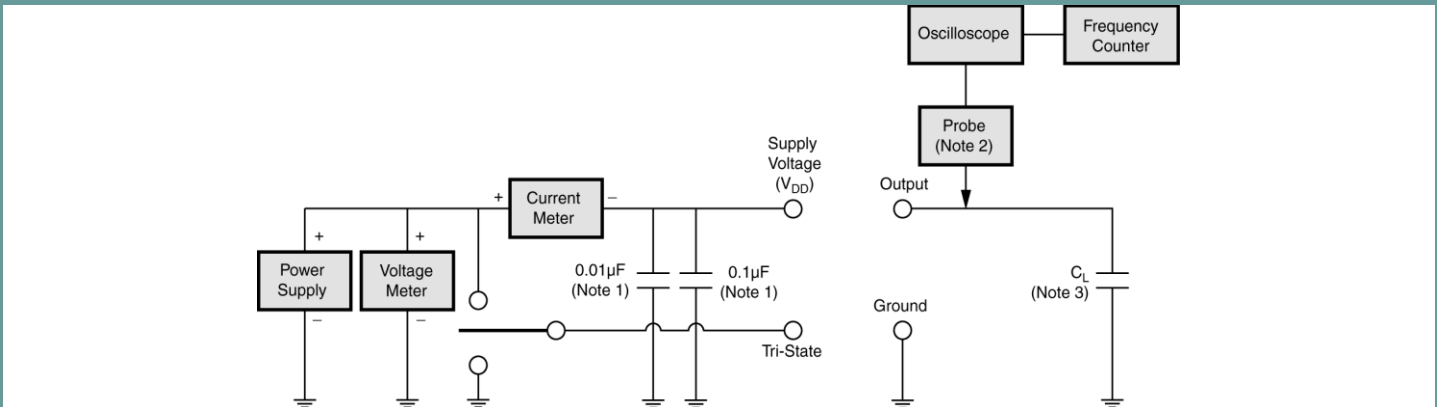 Oscilloscope
Frequency
Counter
Probe
(Note 2)
Supply
Voltage
(VDD)
Output
+
Current
Meter
–
+
Power
Supply
–
+
Voltage
Meter
–
0.01µF
(Note 1)
0.1µF
(Note 1)
CL
(Note 3)
Ground
Tri-State